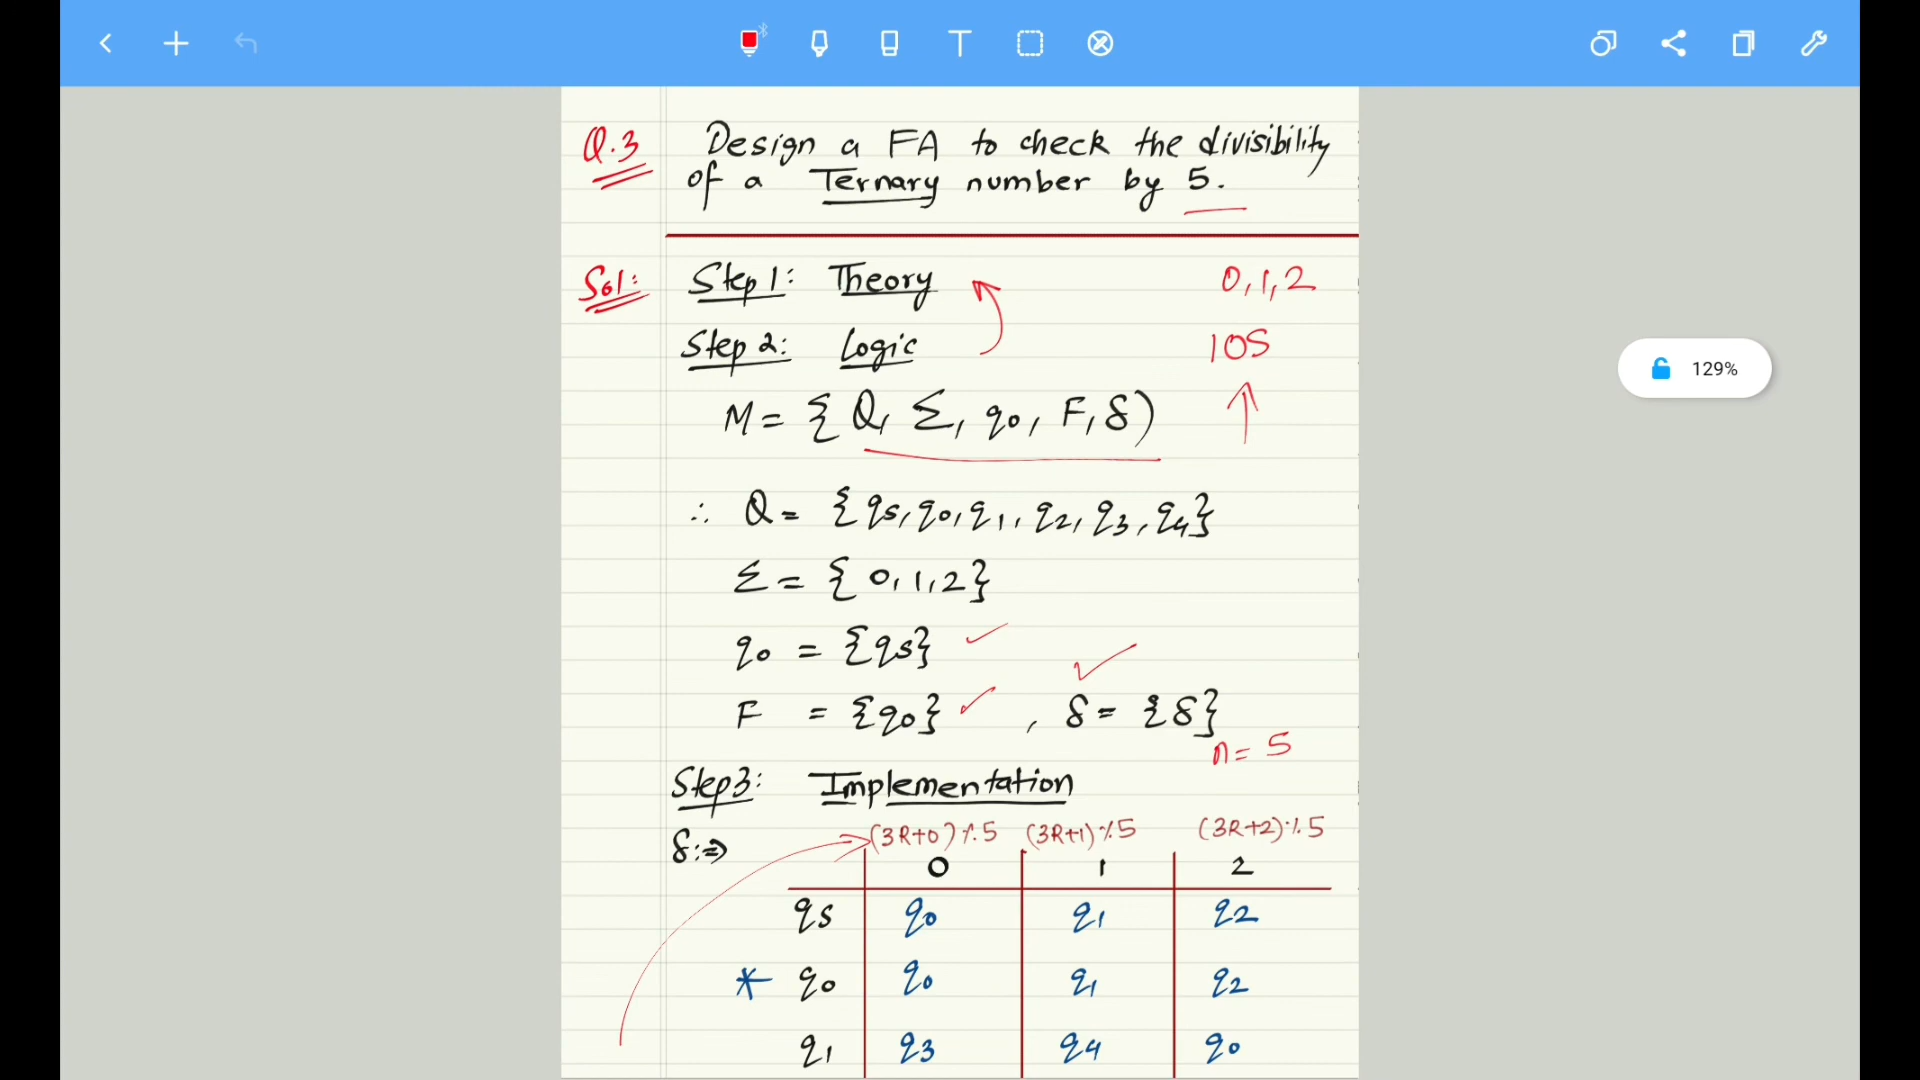 Q.3 Design a FA to check the divisibility
of a Ternary number by 5.
Sol: Step 1: Theory 0,1,2
Step 2: Logic 105
M = { Q, Σ, q0, F, δ )
129%
∴ Q = {qs, q0, q1, q2, q3, q4}
Σ = { 0, 1, 2}
q0 = {qs}
F = {q0} , δ = {δ}
n = 5
Step3: Implementation
δ:⇒ (3R+0)%5 (3R+1)%5 (3R+2)%5
0 1 2
qs q0 q1 q2
* q0 q0 q1 q2
q1 q3 q4 q0